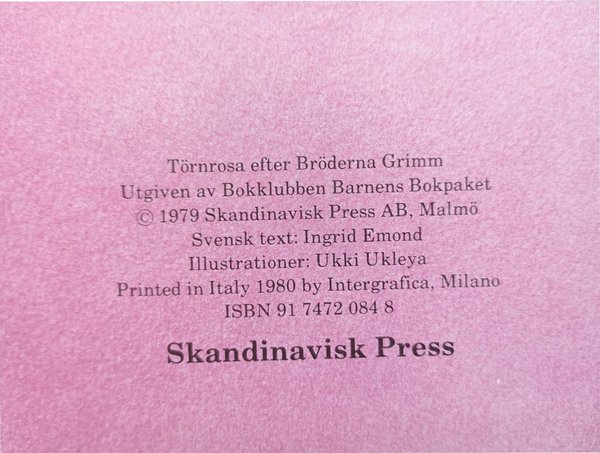 Törnrosa efter Bröderna Grimm
Utgiven av Bokklubben Barnens Bokpaket
© 1979 Skandinavisk Press AB, Malmö
Svensk text: Ingrid Emond
Illustrationer: Ukki Ukleya
Printed in Italy 1980 by Intergrafica, Milano
ISBN 91 7472 084 8
Skandinavisk Press